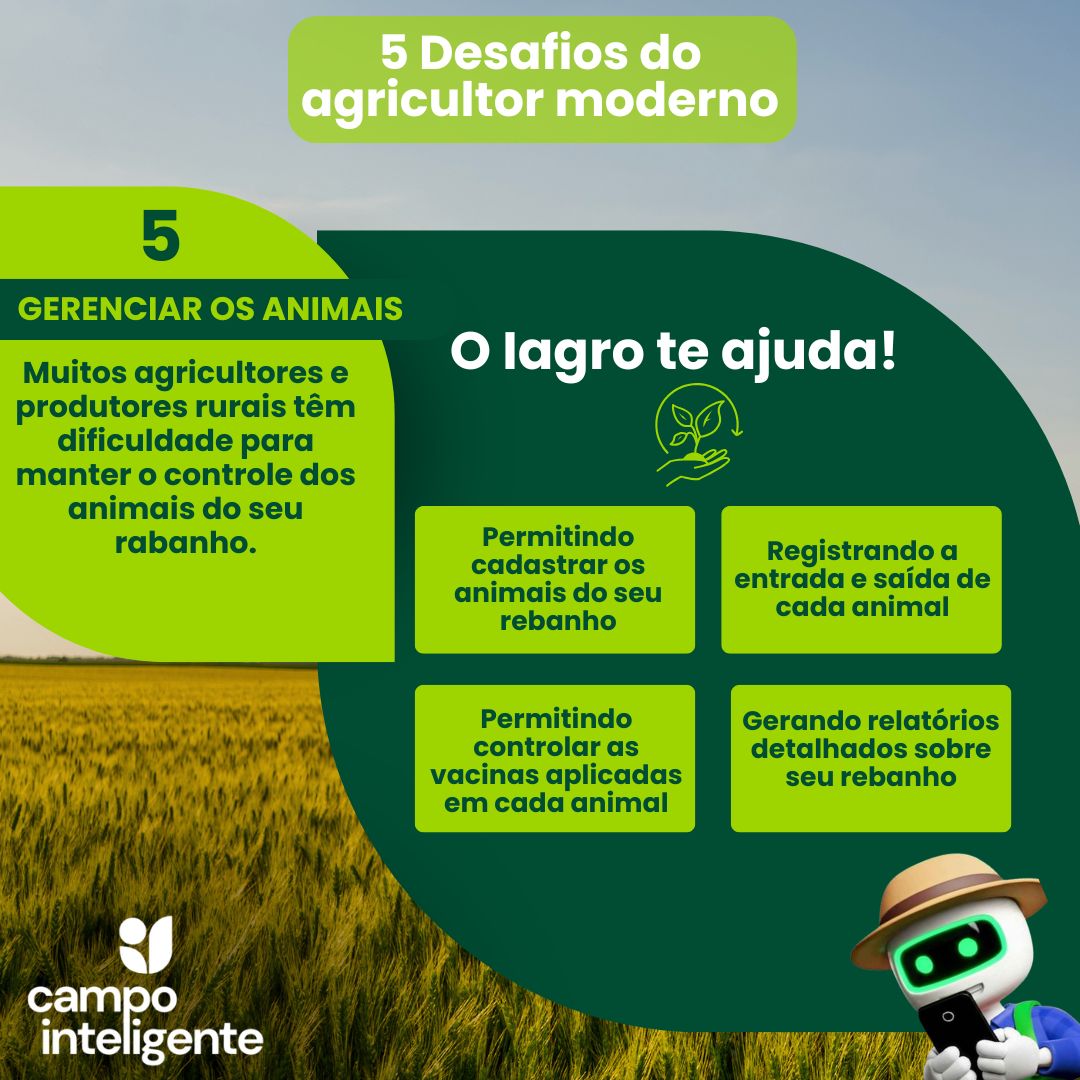 5 Desafios do
agricultor moderno
5
GERENCIAR OS ANIMAIS
Muitos agricultores e
produtores rurais têm
dificuldade para
manter o controle dos
animais do seu
rabanho.
O Iagro te ajuda!
Permitindo
cadastrar os
animais do seu
rebanho
Registrando a
entrada e saída de
cada animal
Permitindo
controlar as
vacinas aplicadas
em cada animal
Gerando relatórios
detalhados sobre
seu rebanho
campo
inteligente